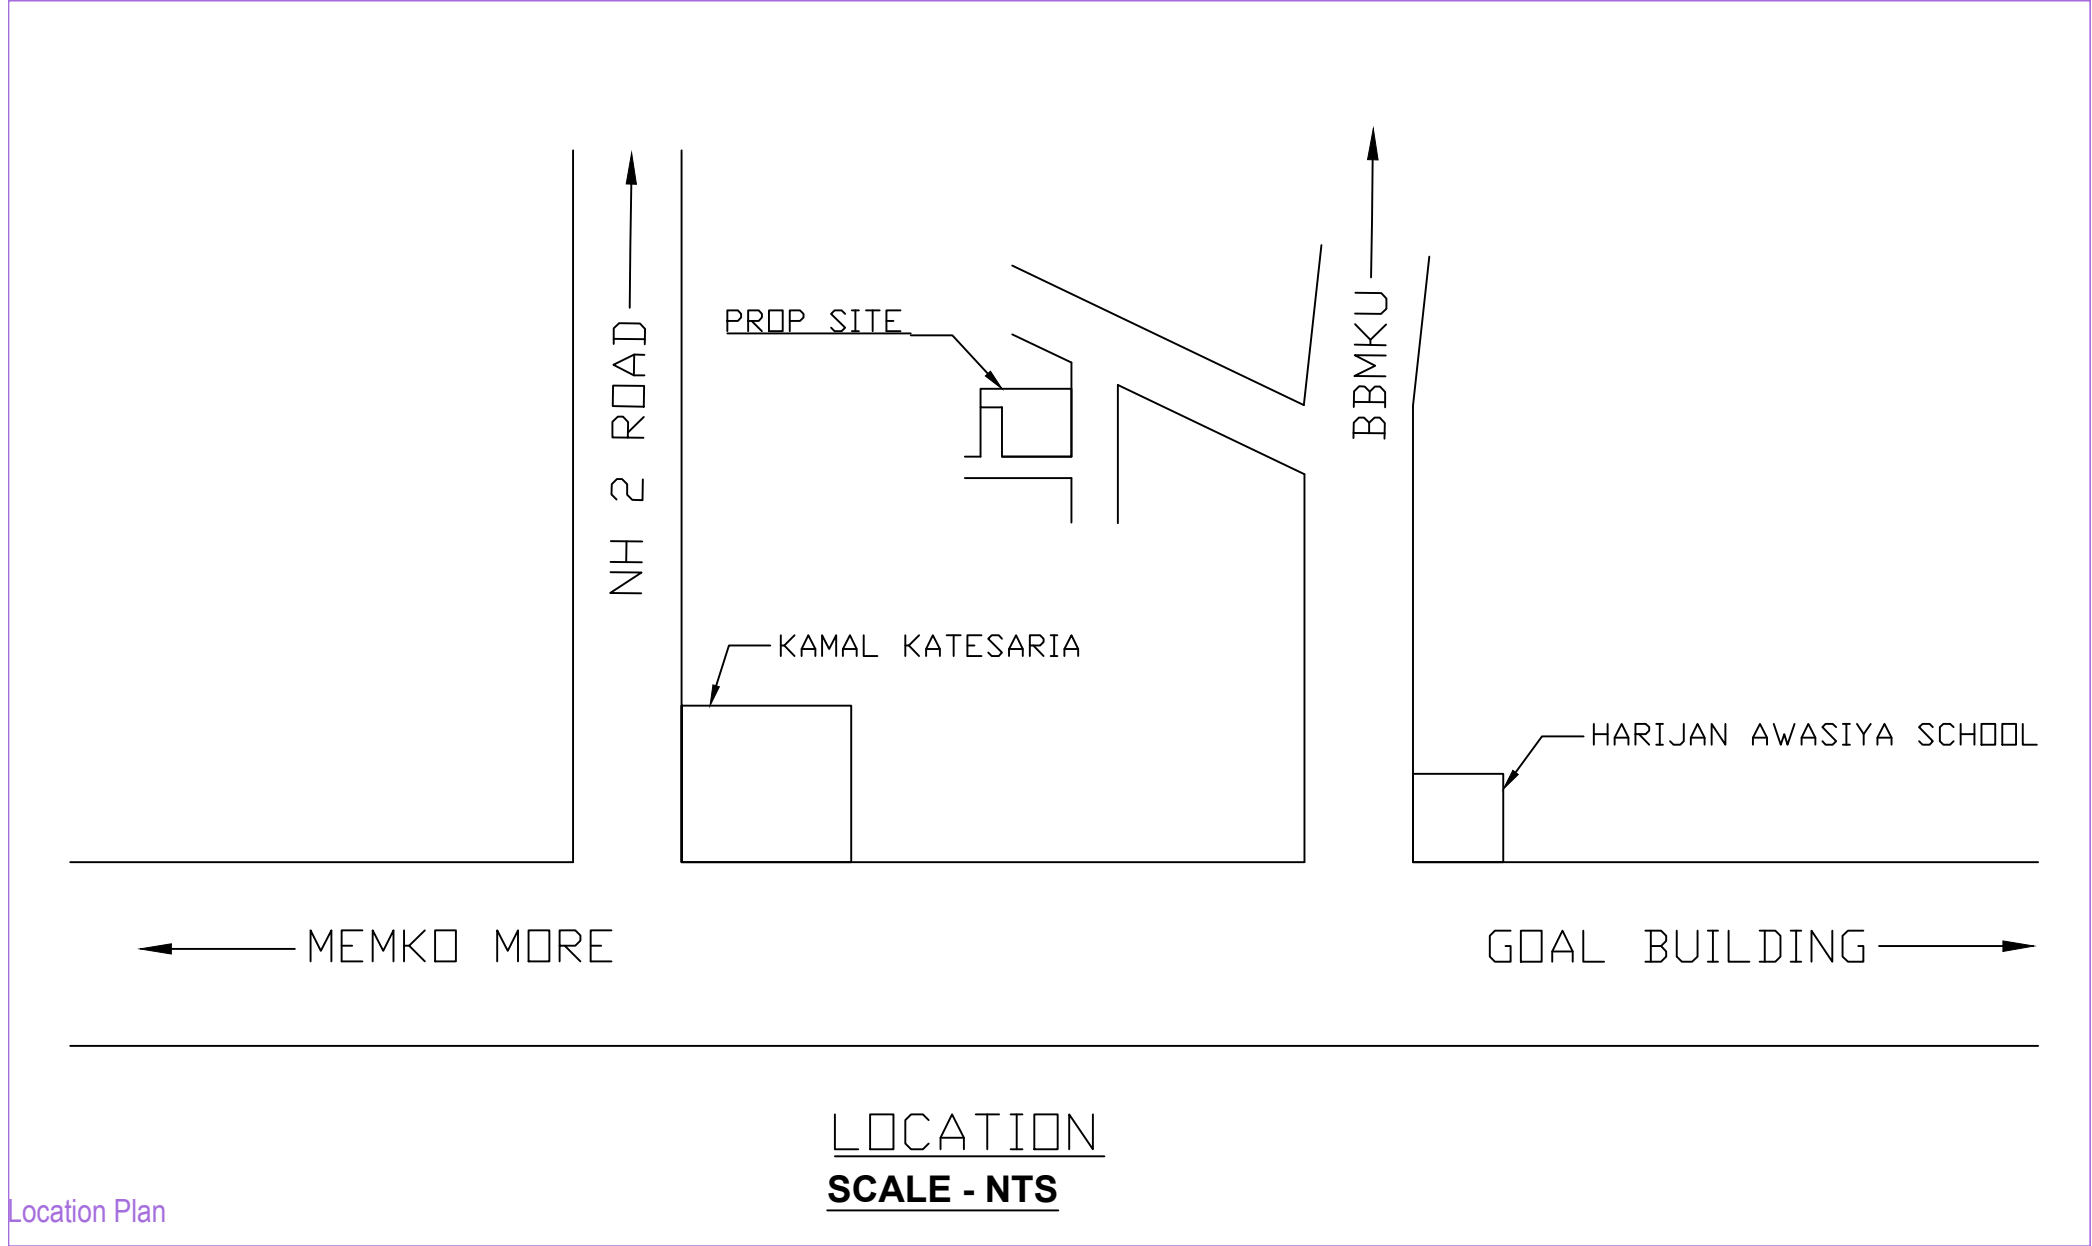 PROP SITE
NH 2 ROAD
BBMKU
KAMAL KATESARIA
HARIJAN AWASIYA SCHOOL
MEMKO MORE
GOAL BUILDING
LOCATION
SCALE - NTS
Location Plan